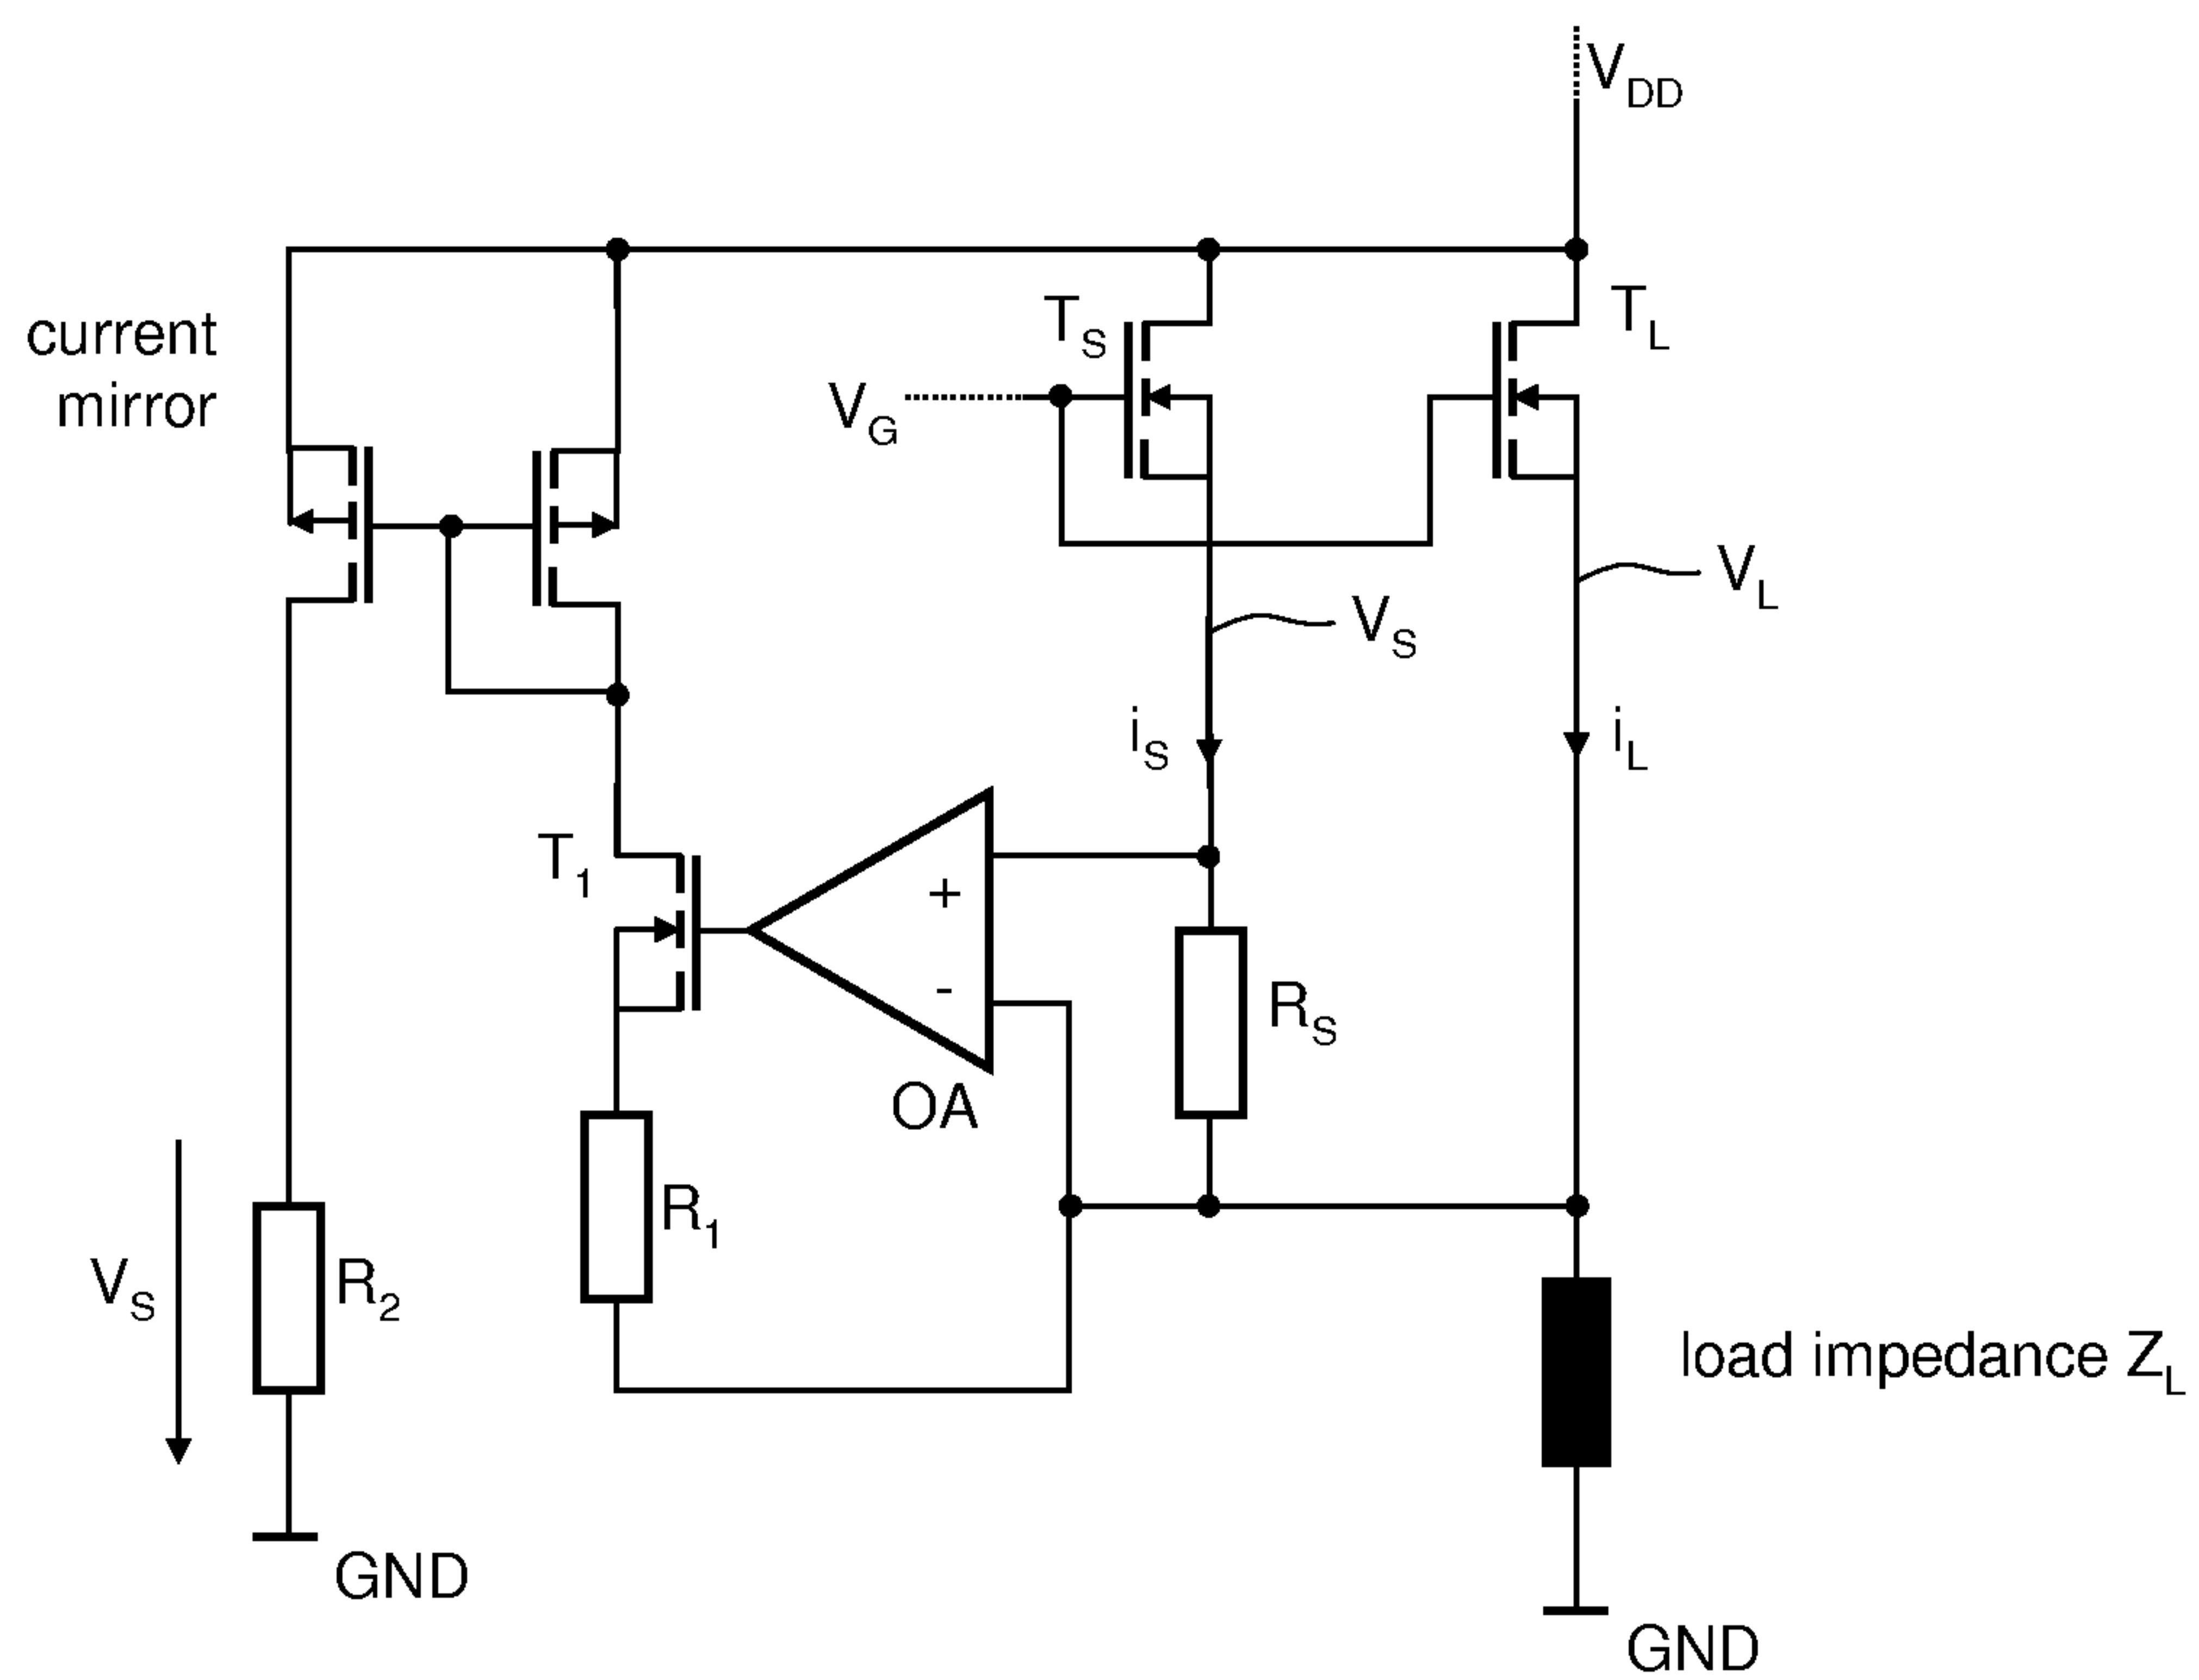 V_DD
current
mirror
T_S
T_L
V_G
V_L
V_S
i_S
i_L
T_1
+
-
R_S
OA
R_1
V_S
R_2
load impedance Z_L
GND
GND